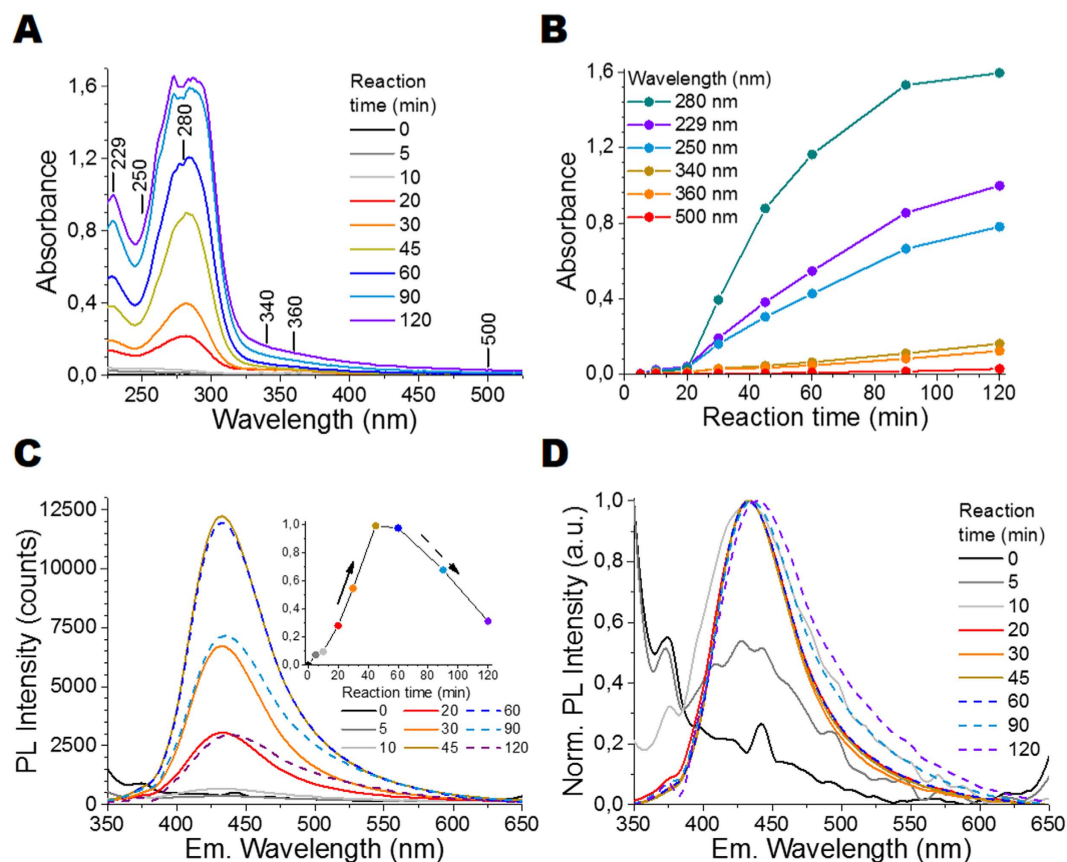 A
Absorbance
1,6
1,2
0,8
0,4
0,0
229
250
280
340
360
500
Reaction
time (min)
0
5
10
20
30
45
60
90
120
250 300 350 400 450 500
Wavelength (nm)
B
Absorbance
1,6
1,2
0,8
0,4
0,0
Wavelength (nm)
280 nm
229 nm
250 nm
340 nm
360 nm
500 nm
0 20 40 60 80 100 120
Reaction time (min)
C
PL Intensity (counts)
12500
10000
7500
5000
2500
0
1,0
0,8
0,6
0,4
0,2
0,0
0 20 40 60 80 100 120
Reaction time (min)
0 20 60
5 30 90
10 45 120
350 400 450 500 550 600 650
Em. Wavelength (nm)
D
Norm. PL Intensity (a.u.)
1,0
0,8
0,6
0,4
0,2
0,0
Reaction
time (min)
0
5
10
20
30
45
60
90
120
350 400 450 500 550 600 650
Em. Wavelength (nm)